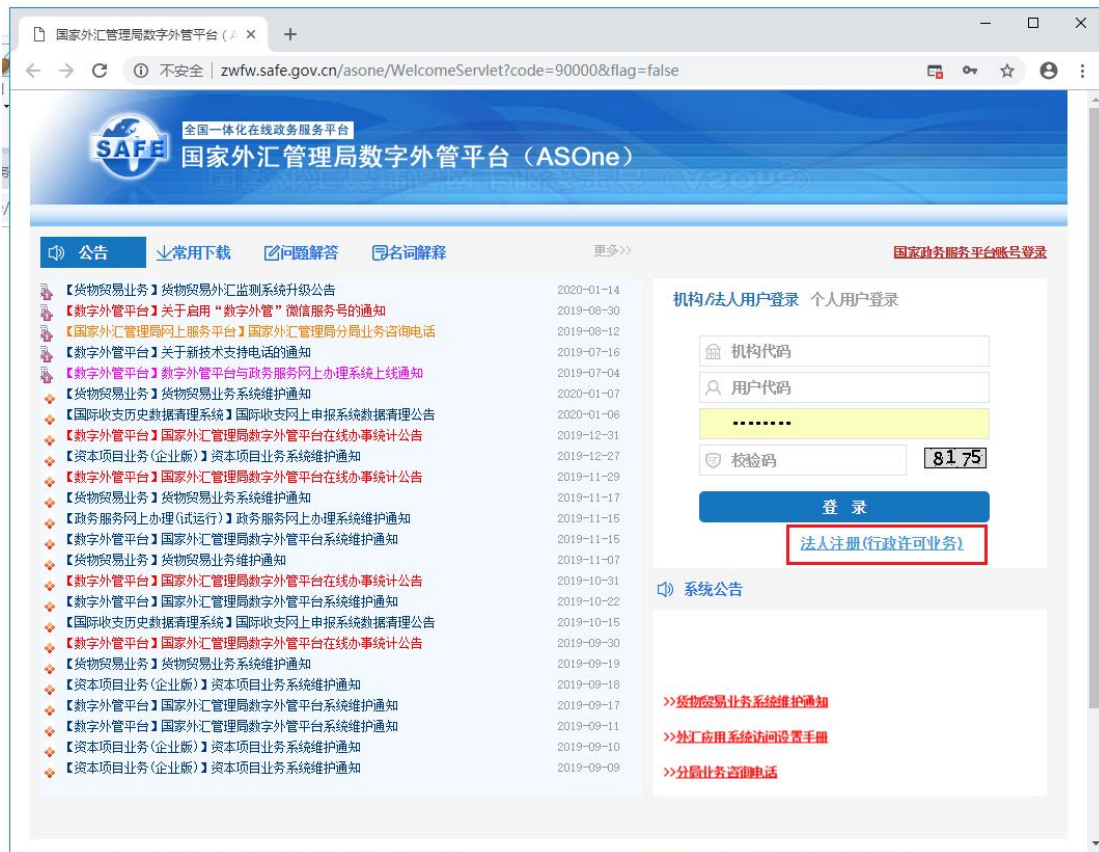 国家外汇管理局数字外管平台（A
不安全 | zwfw.safe.gov.cn/asone/WelcomeServlet?code=90000&flag=false
SAFE
全国一体化在线政务服务平台
国家外汇管理局数字外管平台（ASOne）
公告 常用下载 问题解答 名词解释 更多>> 国家政务服务平台账号登录
【货物贸易业务】货物贸易外汇监测系统升级公告 2020-01-14
【数字外管平台】关于启用“数字外管”微信服务号的通知 2019-08-30
【国家外汇管理局网上服务平台】国家外汇管理局分局业务咨询电话 2019-08-12
【数字外管平台】关于新技术支持电话的通知 2019-07-16
【数字外管平台】数字外管平台与政务服务网上办理系统上线通知 2019-07-04
【货物贸易业务】货物贸易业务系统维护通知 2020-01-07
【国际收支历史数据清理系统】国际收支网上申报系统数据清理公告 2020-01-06
【数字外管平台】国家外汇管理局数字外管平台在线办事统计公告 2019-12-31
【资本项目业务(企业版)】资本项目业务系统维护通知 2019-12-27
【数字外管平台】国家外汇管理局数字外管平台在线办事统计公告 2019-11-29
【货物贸易业务】货物贸易业务系统维护通知 2019-11-17
【政务服务网上办理(试运行)】政务服务网上办理系统维护通知 2019-11-15
【数字外管平台】国家外汇管理局数字外管平台系统维护通知 2019-11-15
【货物贸易业务】货物贸易业务维护通知 2019-11-07
【数字外管平台】国家外汇管理局数字外管平台在线办事统计公告 2019-10-31
【数字外管平台】国家外汇管理局数字外管平台系统维护通知 2019-10-22
【国际收支历史数据清理系统】国际收支网上申报系统数据清理公告 2019-10-15
【数字外管平台】国家外汇管理局数字外管平台在线办事统计公告 2019-09-30
【货物贸易业务】货物贸易业务系统维护通知 2019-09-19
【资本项目业务(企业版)】资本项目业务系统维护通知 2019-09-18
【数字外管平台】国家外汇管理局数字外管平台系统维护通知 2019-09-17
【数字外管平台】国家外汇管理局数字外管平台系统维护通知 2019-09-11
【资本项目业务(企业版)】资本项目业务系统维护通知 2019-09-10
【资本项目业务(企业版)】资本项目业务系统维护通知 2019-09-09
机构/法人用户登录 个人用户登录
机构代码
用户代码
••••••••
校验码 8175
登 录
法人注册(行政许可业务)
系统公告
>>货物贸易业务系统维护通知
>>外汇应用系统访问设置手册
>>分局业务咨询电话